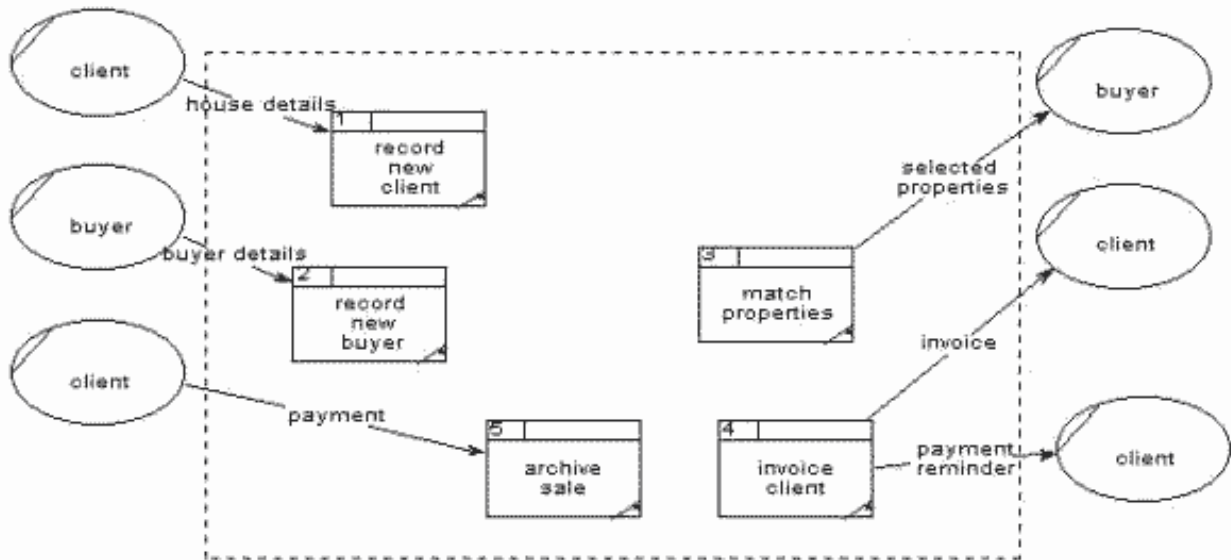 client
house details
1
record
new
client
buyer
buyer details
2
record
new
buyer
client
payment
5
archive
sale
buyer
selected
properties
3
match
properties
client
invoice
4
invoice
client
payment
reminder
client